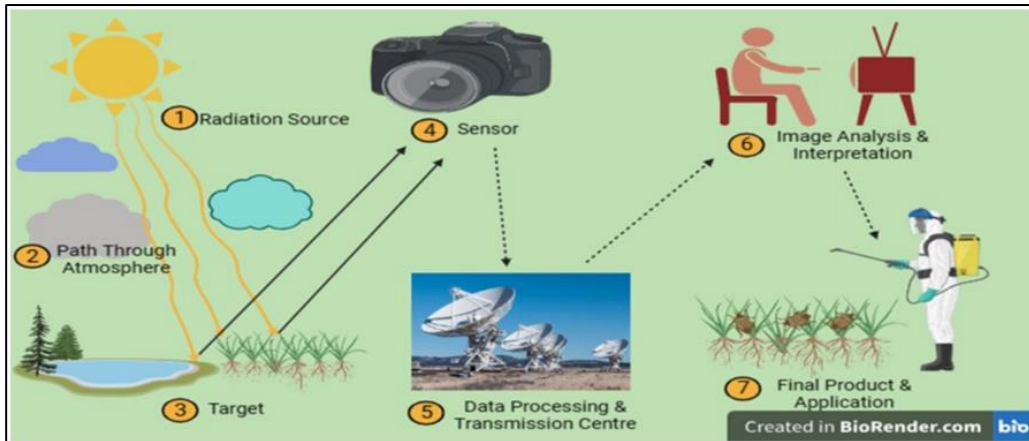 1 Radiation Source
2 Path Through
Atmosphere
3 Target
4 Sensor
5 Data Processing &
Transmission Centre
6 Image Analysis &
Interpretation
7 Final Product &
Application
Created in BioRender.com bio